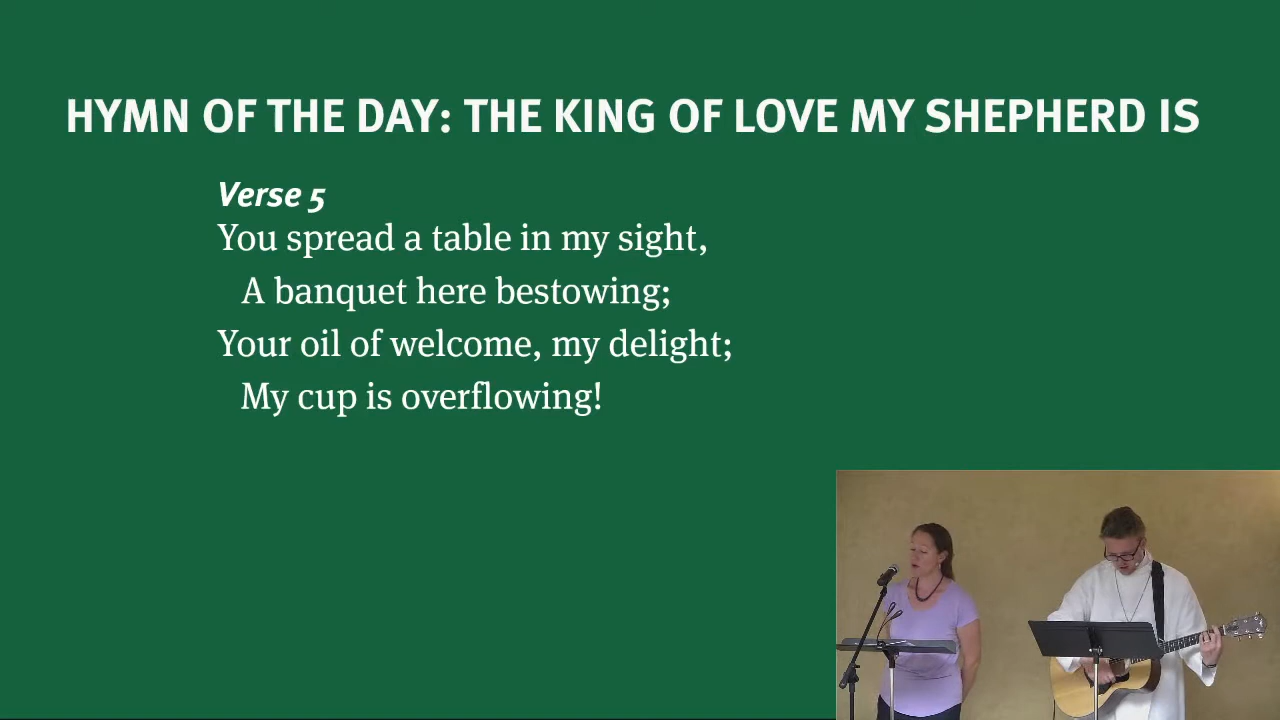 HYMN OF THE DAY: THE KING OF LOVE MY SHEPHERD IS
Verse 5
You spread a table in my sight,
A banquet here bestowing;
Your oil of welcome, my delight;
My cup is overflowing!